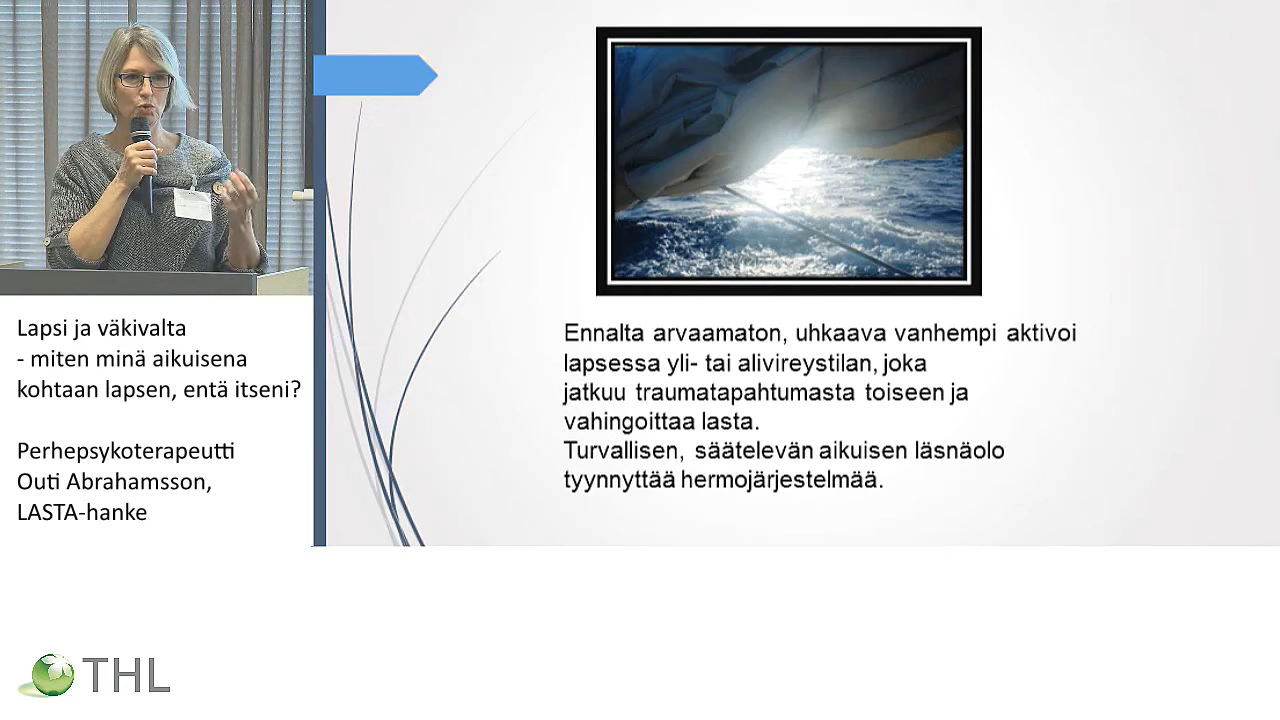 Lapsi ja väkivalta
- miten minä aikuisena
kohtaan lapsen, entä itseni?
Perhepsykoterapeutti
Outi Abrahamsson,
LASTA-hanke
Ennalta arvaamaton, uhkaava vanhempi aktivoi
lapsessa yli- tai alivireystilan, joka
jatkuu traumatapahtumasta toiseen ja
vahingoittaa lasta.
Turvallisen, säätelevän aikuisen läsnäolo
tyynnyttää hermojärjestelmää.
THL